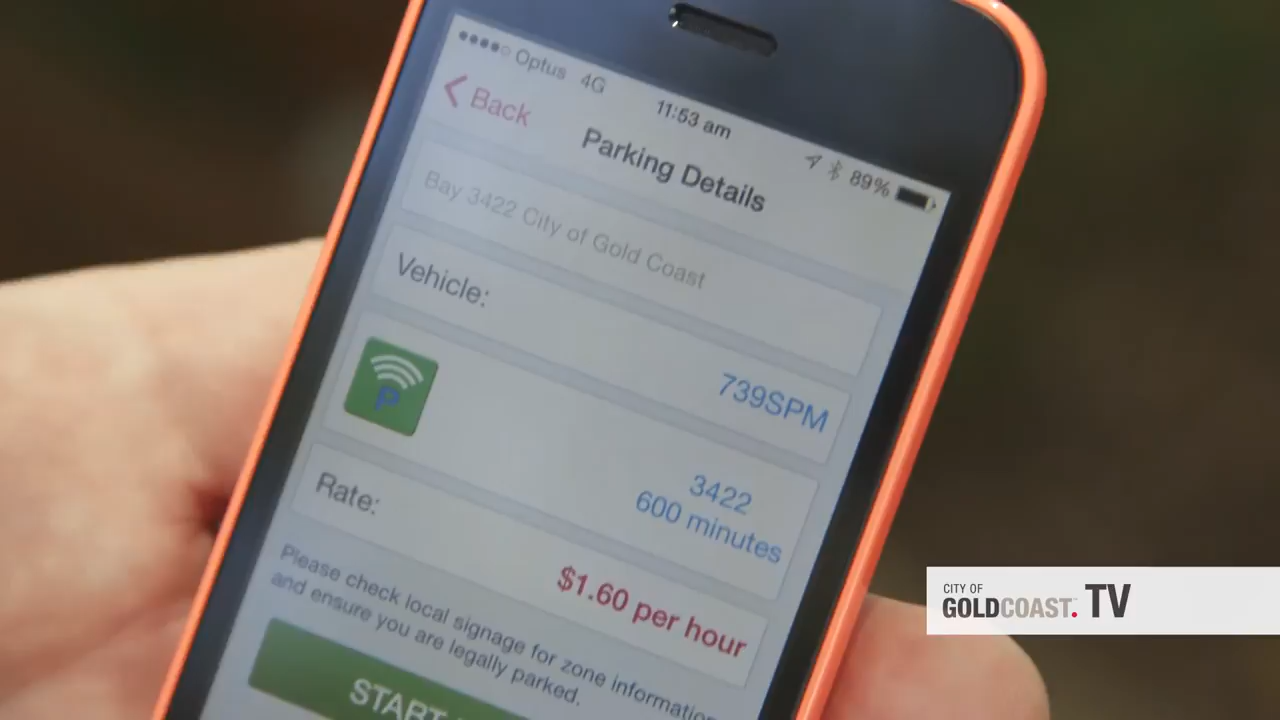 Optus 4G 11:53 am 89%
Back
Parking Details
Bay 3422 City of Gold Coast
Vehicle:
739SPM
P
3422
600 minutes
Rate:
$1.60 per hour
Please check local signage for zone information
and ensure you are legally parked.
START
CITY OF
GOLDCOAST. TV